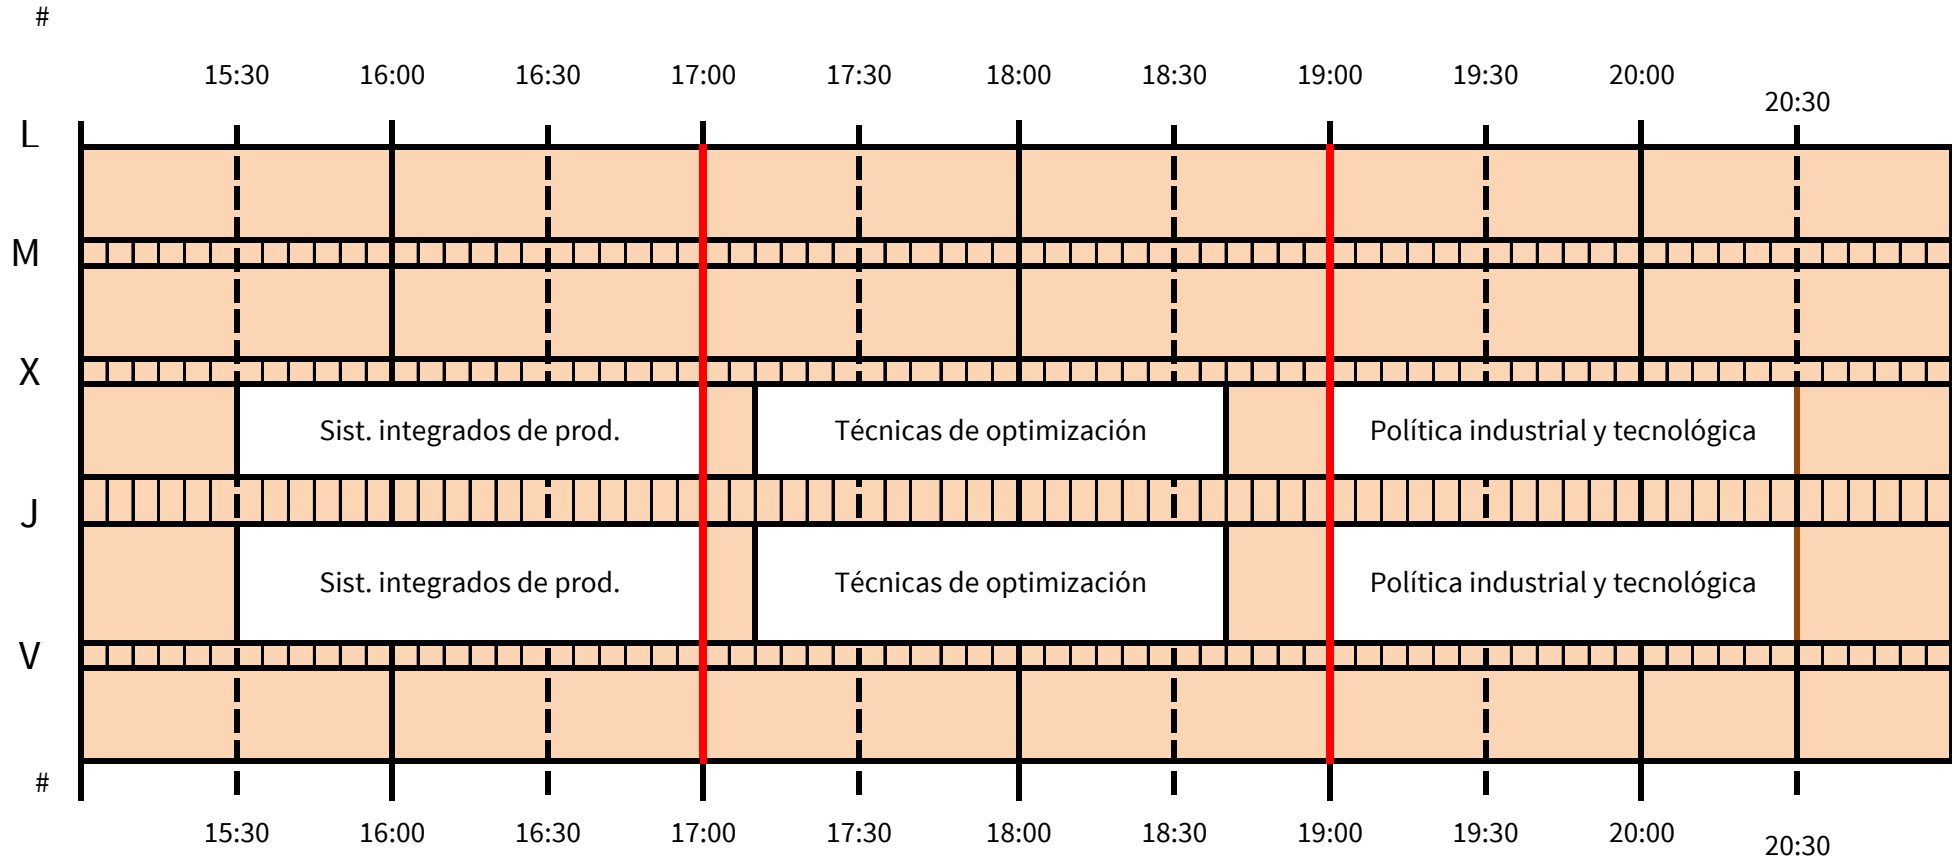 #
15:30 16:00 16:30 17:00 17:30 18:00 18:30 19:00 19:30 20:00 20:30
L
M
X
Sist. integrados de prod. Técnicas de optimización Política industrial y tecnológica
J
Sist. integrados de prod. Técnicas de optimización Política industrial y tecnológica
V
#
15:30 16:00 16:30 17:00 17:30 18:00 18:30 19:00 19:30 20:00 20:30